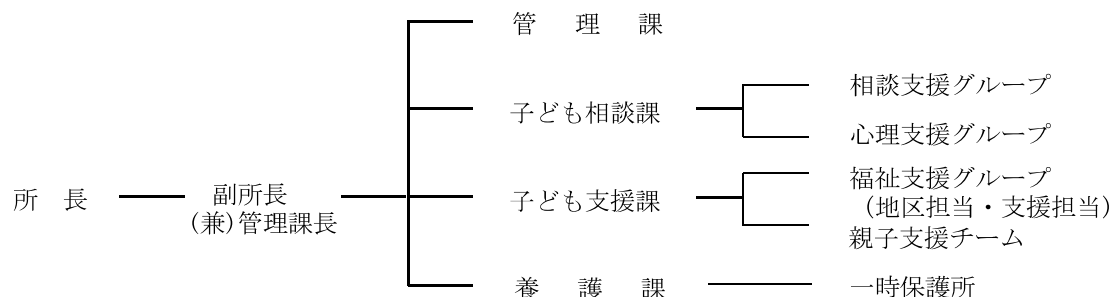 所長
副所長
(兼)管理課長
管理課
子ども相談課
相談支援グループ
心理支援グループ
子ども支援課
福祉支援グループ
(地区担当・支援担当)
親子支援チーム
養護課
一時保護所